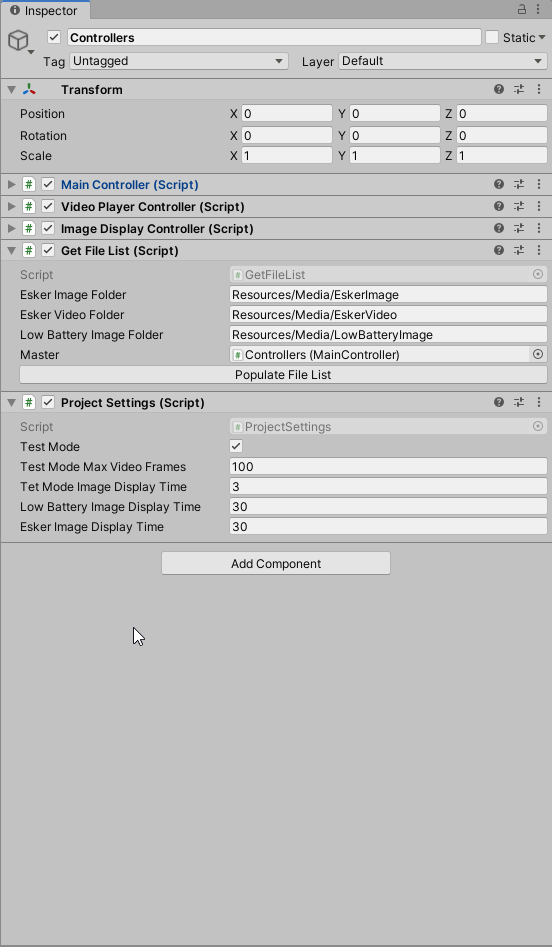 Inspector
Controllers Static
Tag Untagged Layer Default
Transform
Position X 0 Y 0 Z 0
Rotation X 0 Y 0 Z 0
Scale X 1 Y 1 Z 1
# Main Controller (Script)
# Video Player Controller (Script)
# Image Display Controller (Script)
# Get File List (Script)
Script # GetFileList
Esker Image Folder Resources/Media/EskerImage
Esker Video Folder Resources/Media/EskerVideo
Low Battery Image Folder Resources/Media/LowBatteryImage
Master # Controllers (MainController)
Populate File List
# Project Settings (Script)
Script # ProjectSettings
Test Mode
Test Mode Max Video Frames 100
Tet Mode Image Display Time 3
Low Battery Image Display Time 30
Esker Image Display Time 30
Add Component